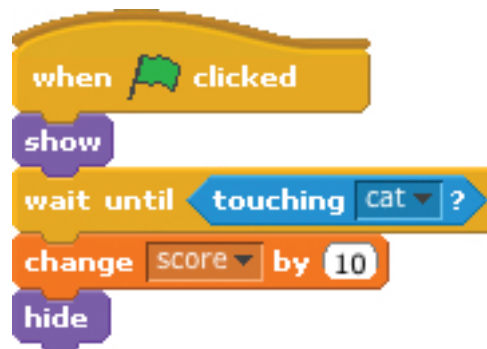 when clicked
show
wait until touching cat ?
change score by 10
hide